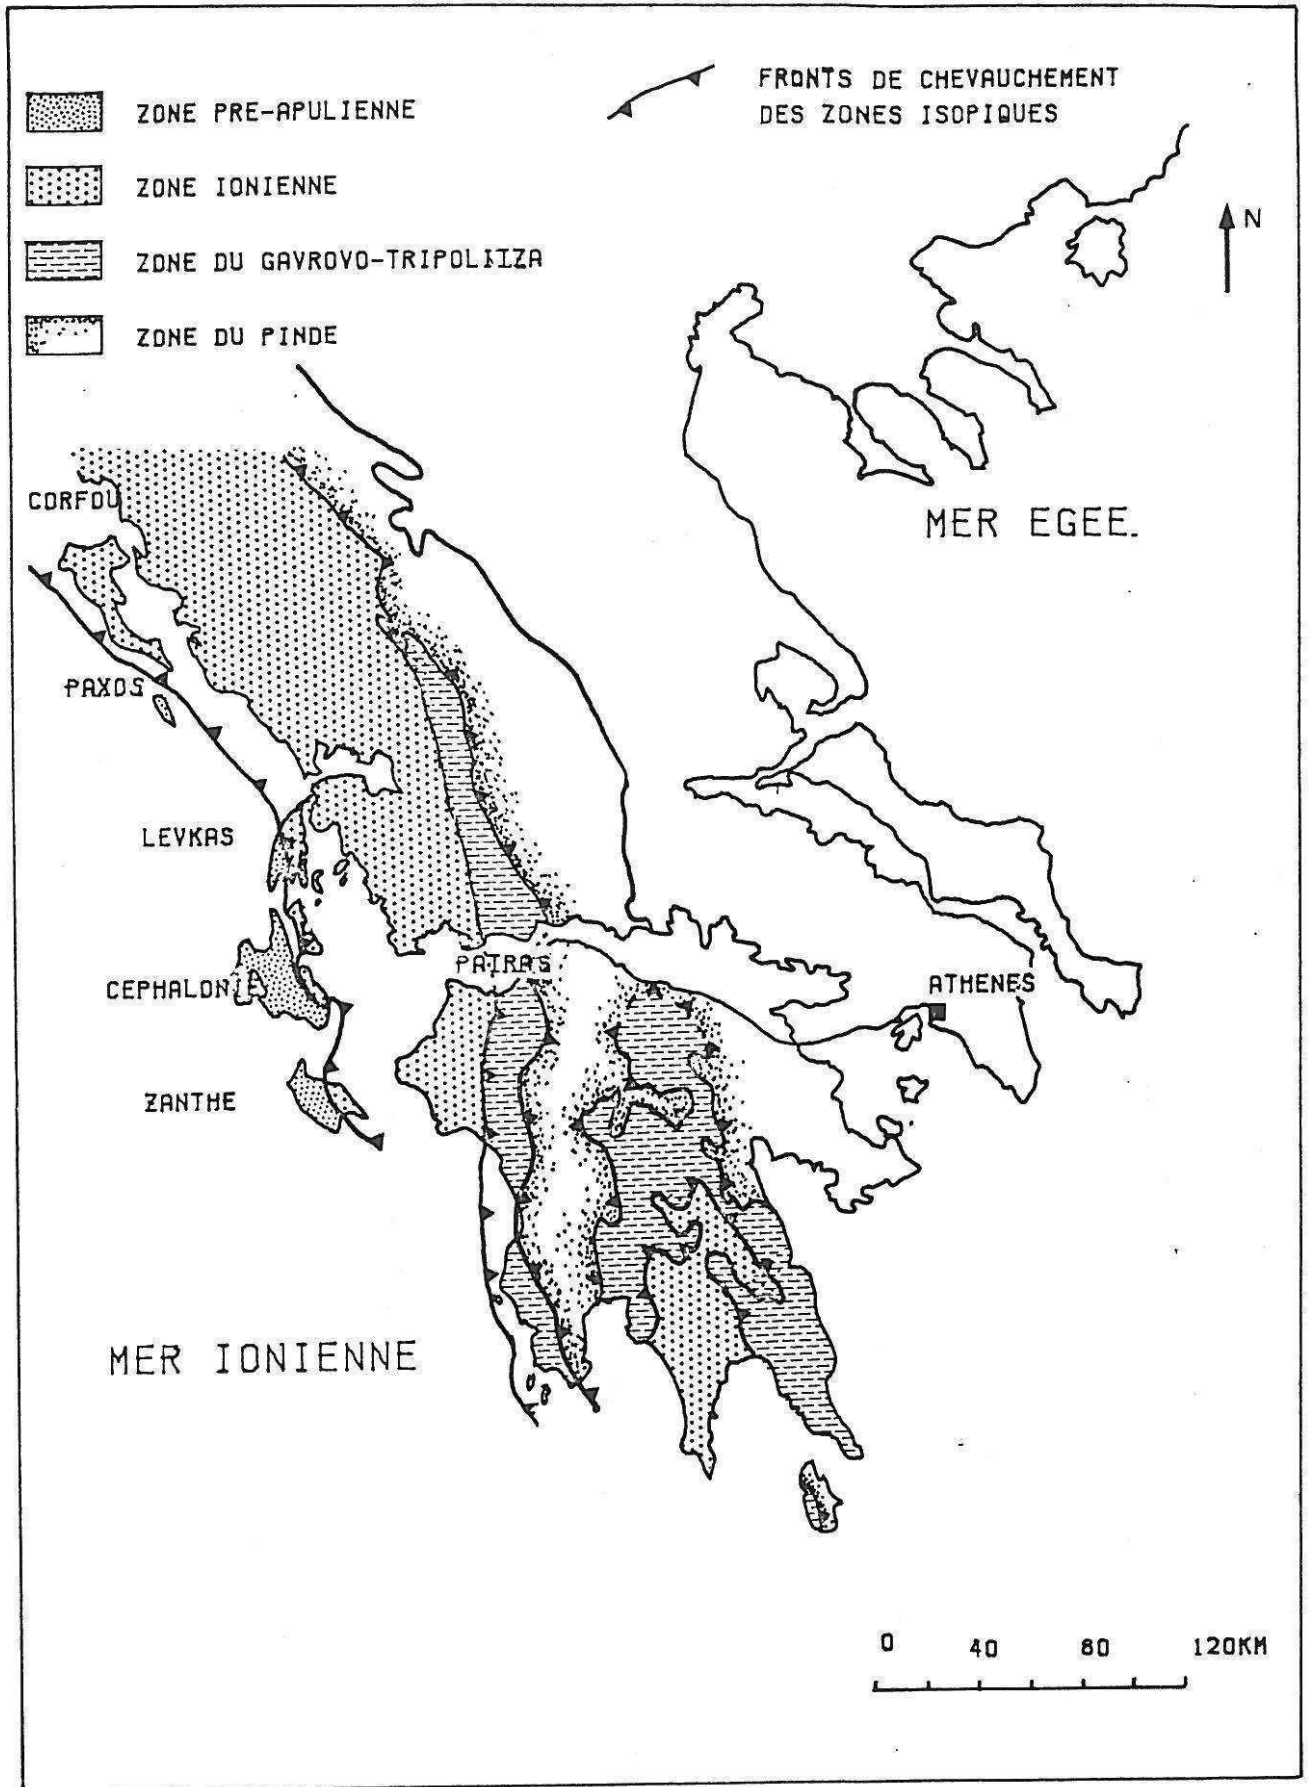 FRONTS DE CHEVAUCHEMENT
DES ZONES ISOPIQUES
ZONE PRE-APULIENNE
ZONE IONIENNE
ZONE DU GAVROVO-TRIPOLITZA
ZONE DU PINDE
N
CORFOU
MER EGEE.
PAXOS
LEVKAS
PATRAS
CEPHALONIE
ATHENES
ZANTHE
MER IONIENNE
0 40 80 120KM